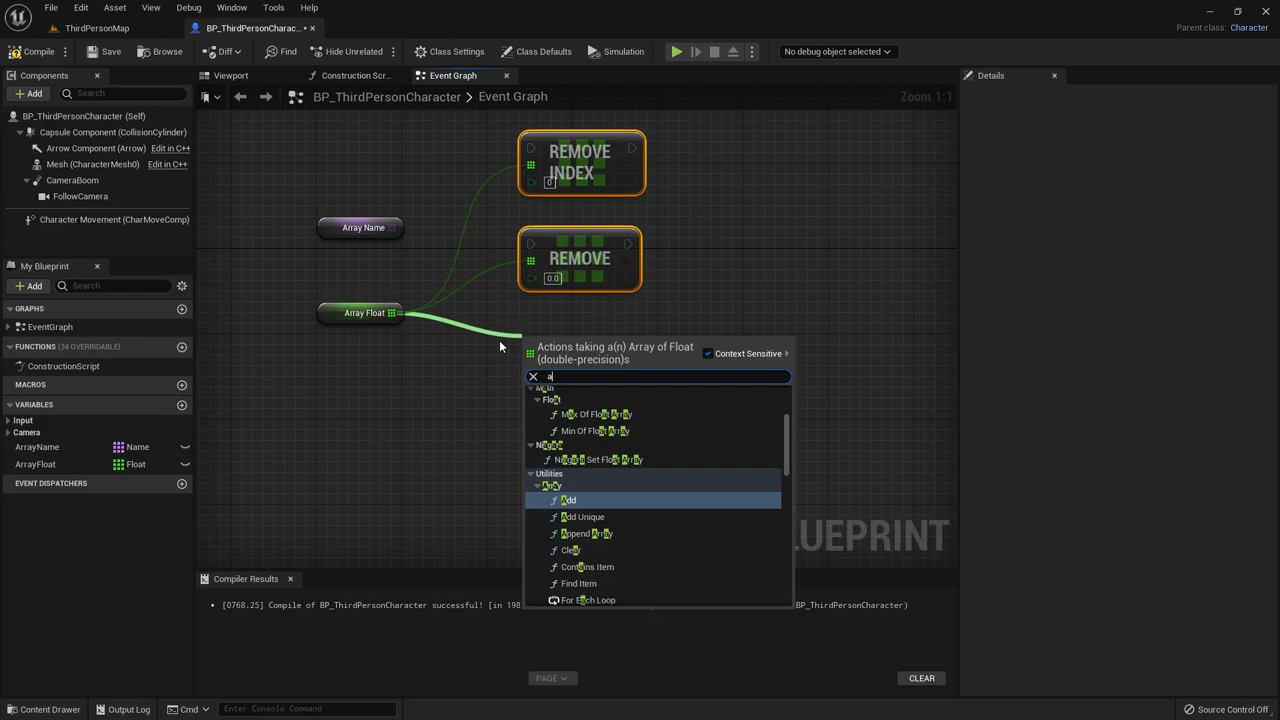 File Edit Asset View Debug Window Tools Help
ThirdPersonMap
BP_ThirdPersonCharac...
Parent class: Character
Compile Save Browse Diff Find Hide Unrelated Class Settings Class Defaults Simulation No debug object selected
Components
Viewport Construction Scr... Event Graph
Details
Add Search
BP_ThirdPersonCharacter > Event Graph
Zoom 1:1
BP_ThirdPersonCharacter (Self)
Capsule Component (CollisionCylinder)
Arrow Component (Arrow) Edit in C++
Mesh (CharacterMesh0) Edit in C++
CameraBoom
FollowCamera
Character Movement (CharMoveComp)
My Blueprint
Add Search
GRAPHS
EventGraph
FUNCTIONS (34 OVERRIDABLE)
ConstructionScript
MACROS
VARIABLES
Input
Camera
ArrayName Name
ArrayFloat Float
EVENT DISPATCHERS
REMOVE
INDEX
0
Array Name
REMOVE
0.0
Array Float
Actions taking a(n) Array of Float
(double-precision)s
Context Sensitive
a
Math
Float
Max Of Float Array
Min Of Float Array
Niagara
Niagara Set Float Array
Utilities
Array
Add
Add Unique
Append Array
Clear
Contains Item
Find Item
For Each Loop
LUEPRINT
Compiler Results
[0768.25] Compile of BP_ThirdPersonCharacter successful! [in 198
BP_ThirdPersonCharacter)
PAGE
CLEAR
Content Drawer Output Log Cmd Enter Console Command
Source Control Off